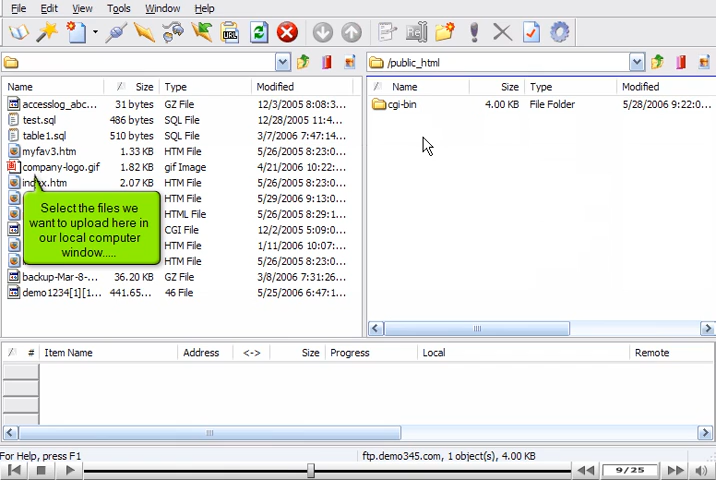 File Edit View Tools Window Help
URL
/public_html
Name Size Type Modified
accesslog_abc... 31 bytes GZ File 12/3/2005 8:08:3...
test.sql 486 bytes SQL File 12/28/2005 11:4...
table1.sql 510 bytes SQL File 3/7/2006 7:47:14...
myfav3.htm 1.33 KB HTM File 5/26/2005 8:23:0...
company-logo.gif 1.82 KB gif Image 4/21/2006 10:22:...
index.htm 2.07 KB HTM File 5/26/2005 8:23:0...
HTM File 5/29/2006 9:13:0...
HTML File 5/26/2005 8:29:1...
CGI File 12/2/2005 5:09:0...
HTM File 1/11/2006 10:07:...
HTM File 5/26/2005 8:23:0...
backup-Mar-8-... 36.20 KB GZ File 3/8/2006 7:31:26...
demo1234[1][1... 441.65... 46 File 5/25/2006 6:47:1...
Select the files we
want to upload here in
our local computer
window.....
Name Size Type Modified
cgi-bin 4.00 KB File Folder 5/28/2006 9:22:0...
# Item Name Address <-> Size Progress Local Remote
For Help, press F1
ftp.demo345.com, 1 object(s), 4.00 KB
9/25